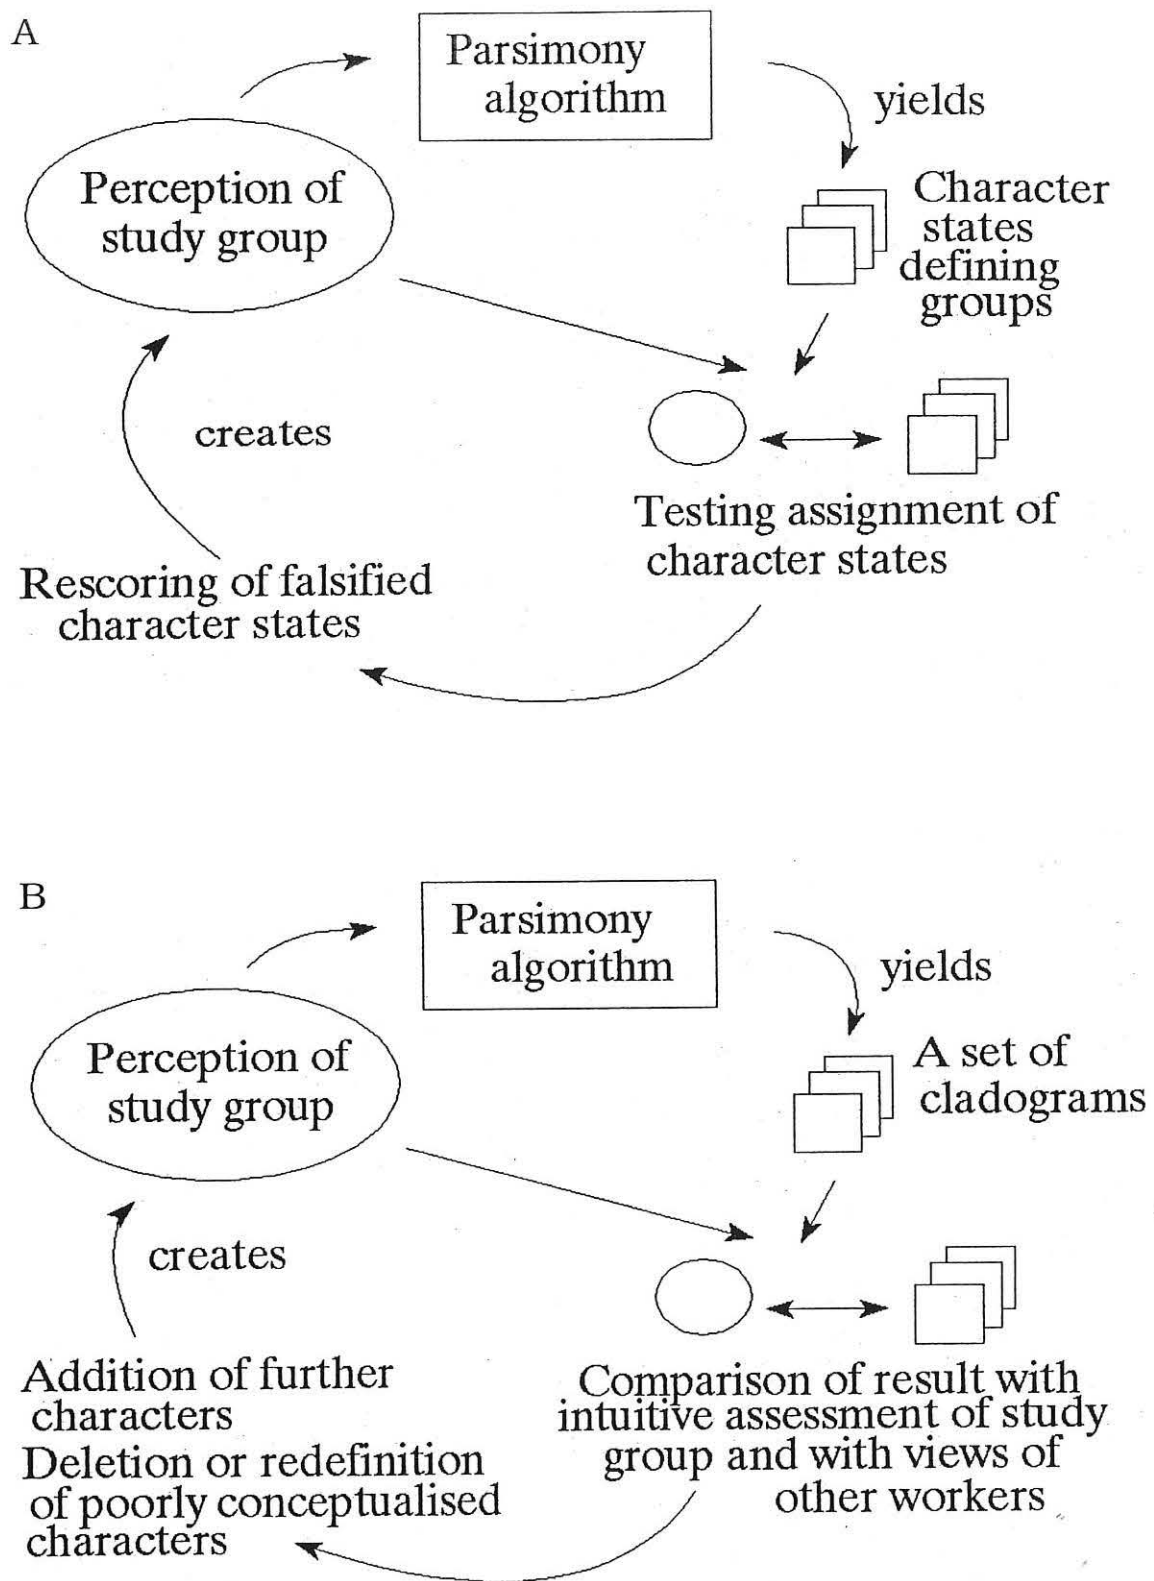 A
Parsimony
algorithm
yields
Perception of
study group
Character
states
defining
groups
creates
Testing assignment of
character states
Rescoring of falsified
character states
B
Parsimony
algorithm
yields
Perception of
study group
A set of
cladograms
creates
Addition of further
characters
Deletion or redefinition
of poorly conceptualised
characters
Comparison of result with
intuitive assessment of study
group and with views of
other workers